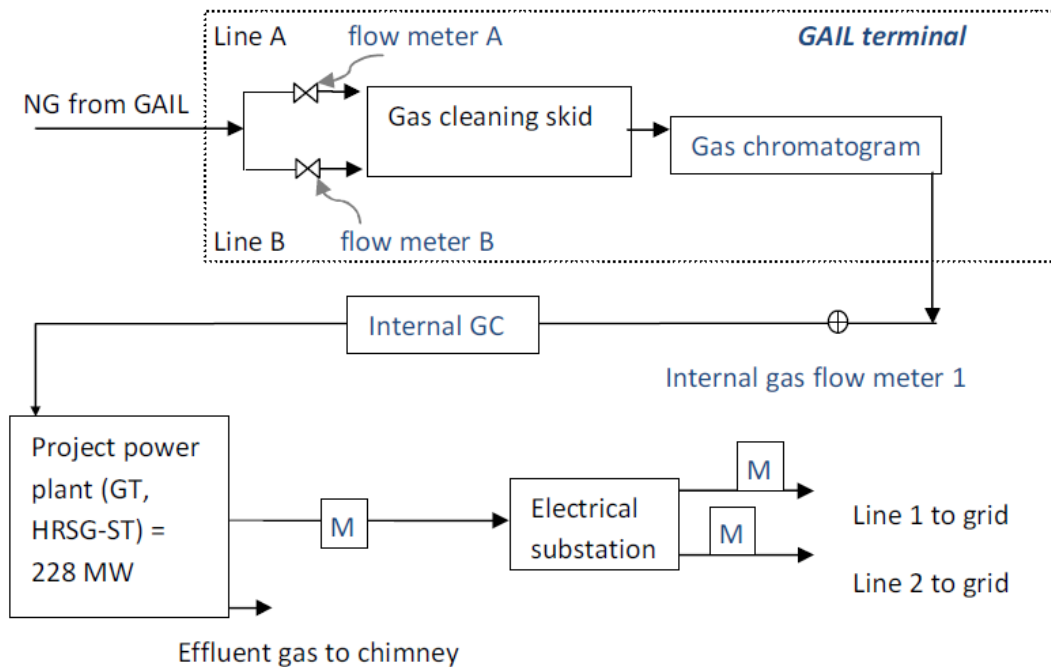 Line A
flow meter A
GAIL terminal
NG from GAIL
Gas cleaning skid
Gas chromatogram
Line B
flow meter B
Internal GC
Internal gas flow meter 1
Project power
plant (GT,
HRSG-ST) =
228 MW
M
Electrical
substation
M
M
Line 1 to grid
Line 2 to grid
Effluent gas to chimney